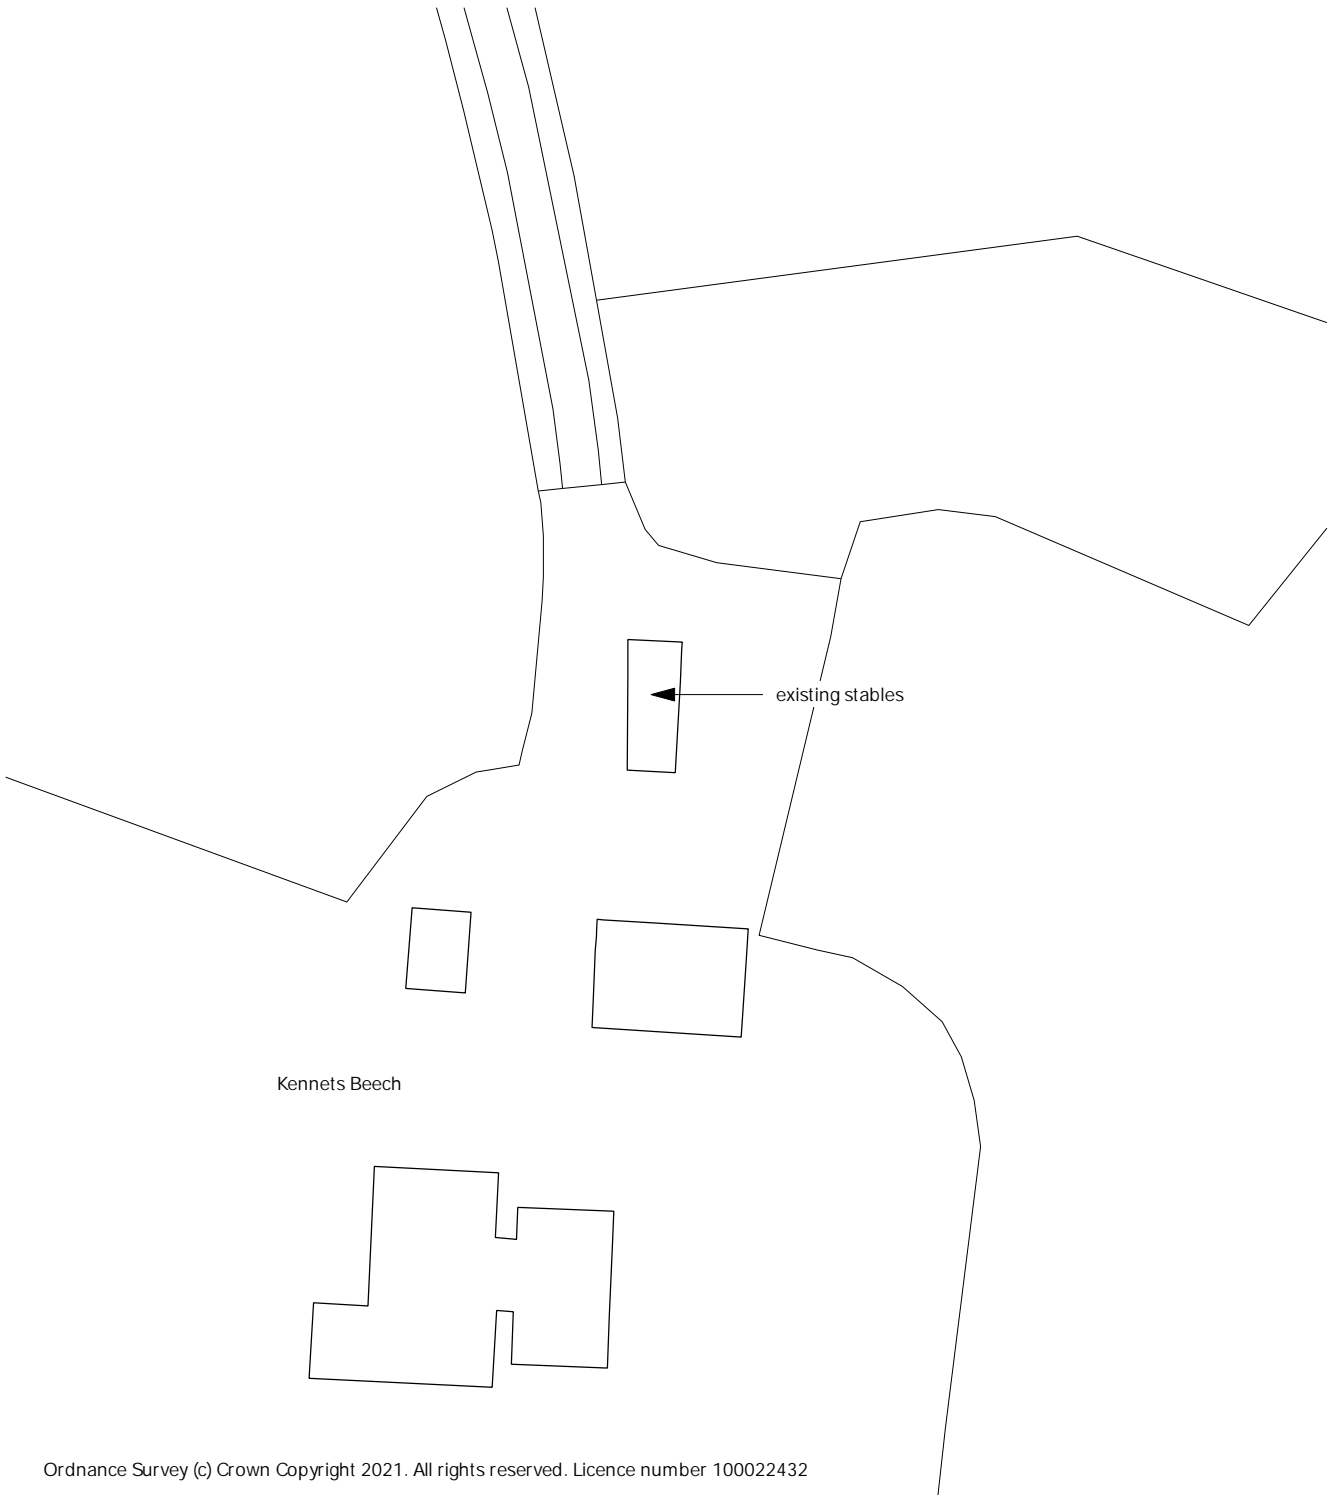 existing stables
Kennets Beech
Ordnance Survey (c) Crown Copyright 2021. All rights reserved. Licence number 100022432